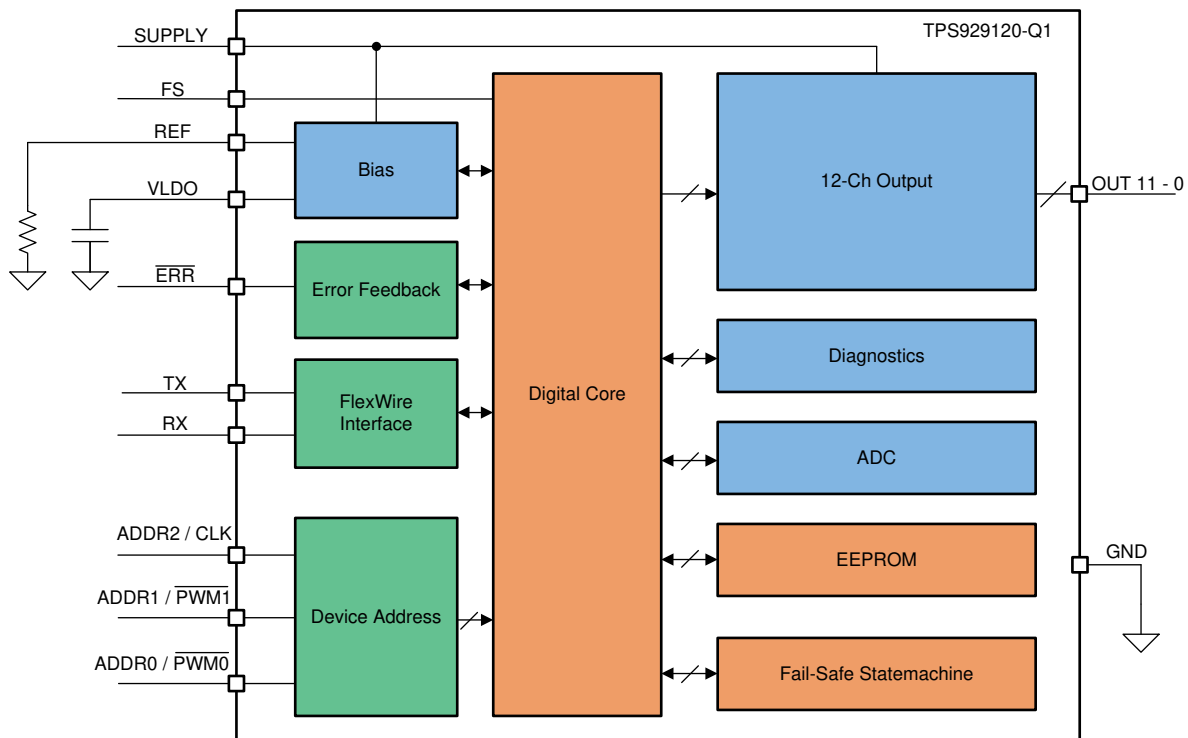 TPS929120-Q1
SUPPLY
FS
REF
VLDO
ERR
TX
RX
ADDR2 / CLK
ADDR1 / PWM1
ADDR0 / PWM0
Bias
Error Feedback
FlexWire
Interface
Device Address
Digital Core
12-Ch Output
Diagnostics
ADC
EEPROM
Fail-Safe Statemachine
OUT 11 - 0
GND